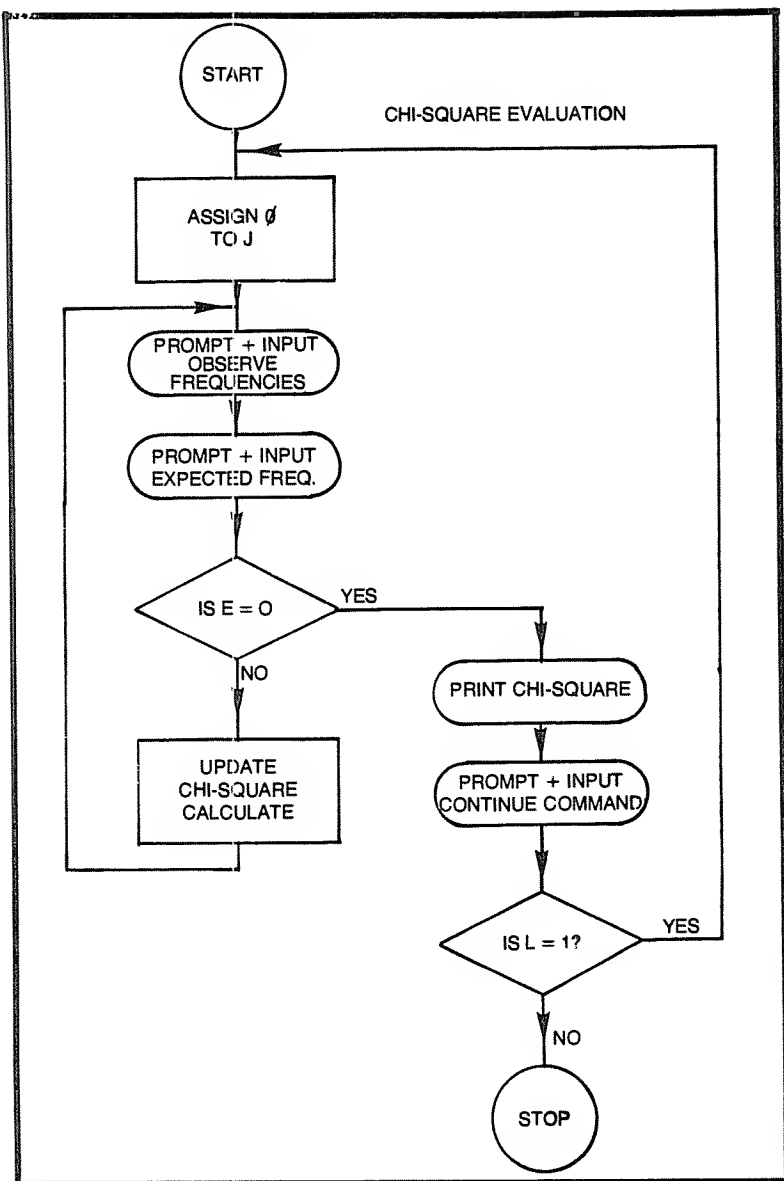 START
CHI-SQUARE EVALUATION
ASSIGN Ø
TO J
PROMPT + INPUT
OBSERVE
FREQUENCIES
PROMPT + INPUT
EXPECTED FREQ.
IS E = O
YES
NO
PRINT CHI-SQUARE
UPDATE
CHI-SQUARE
CALCULATE
PROMPT + INPUT
CONTINUE COMMAND
IS L = 1?
YES
NO
STOP